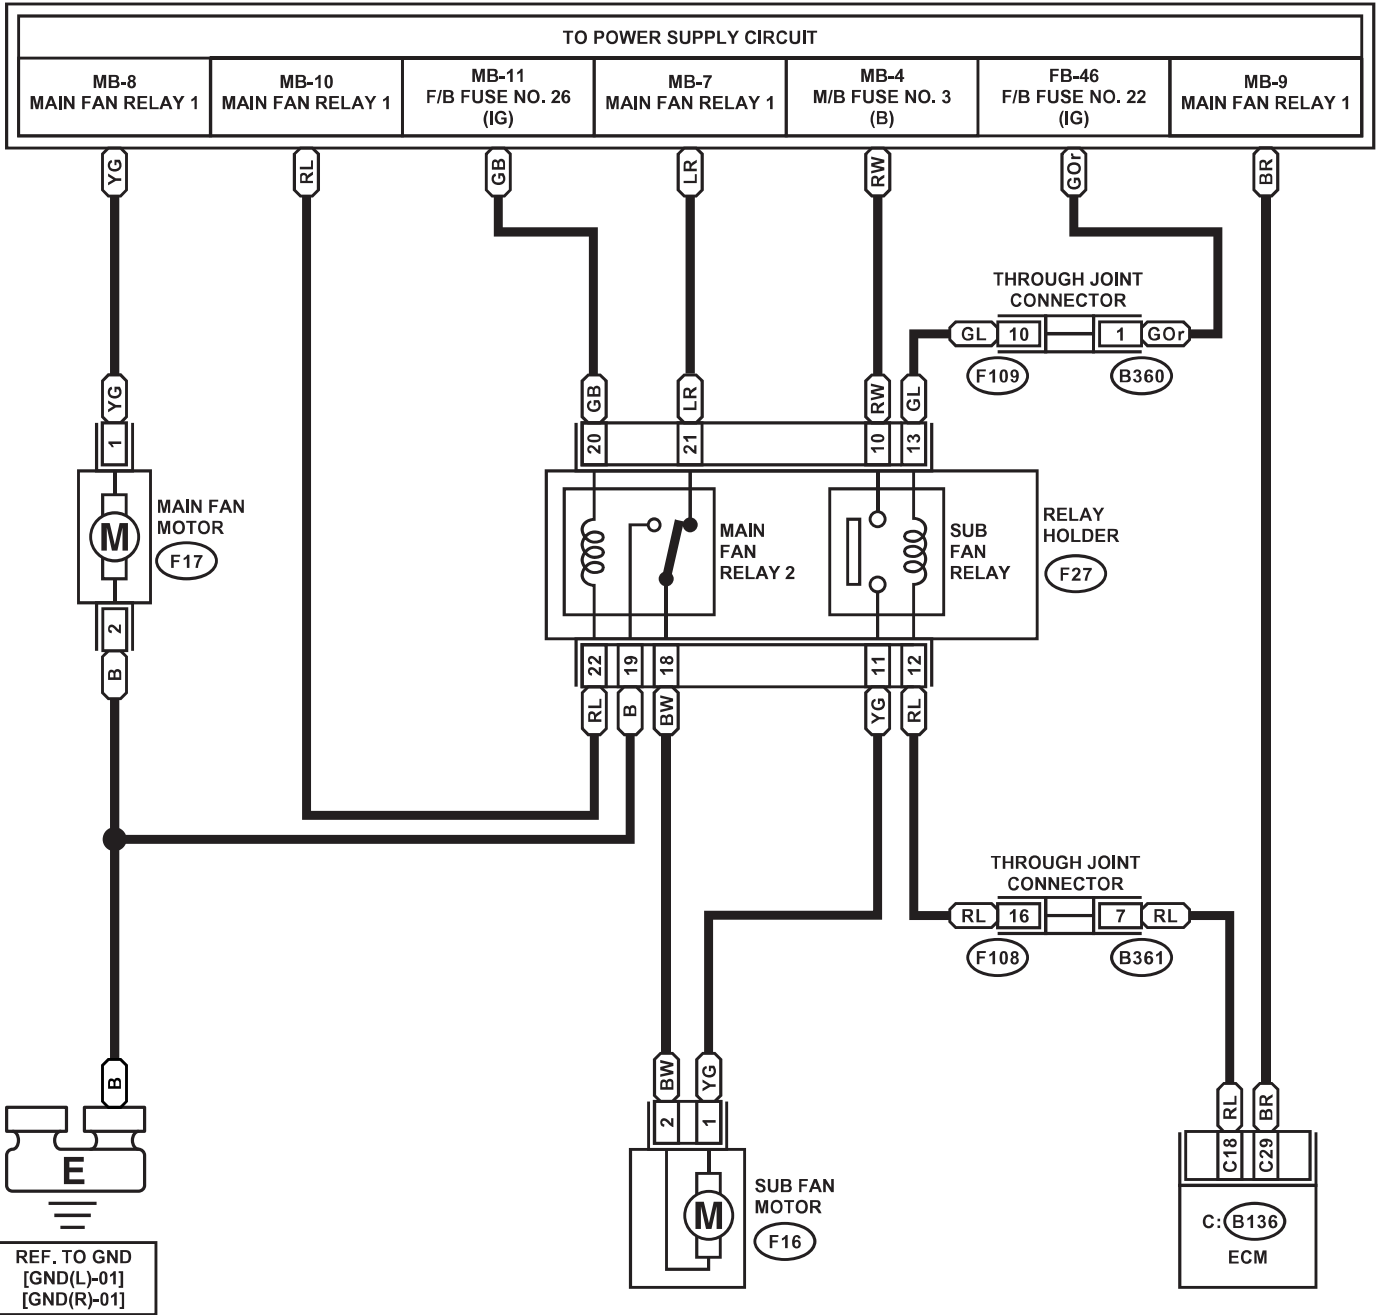 TO POWER SUPPLY CIRCUIT
MB-8
MAIN FAN RELAY 1
MB-10
MAIN FAN RELAY 1
MB-11
F/B FUSE NO. 26
(IG)
MB-7
MAIN FAN RELAY 1
MB-4
M/B FUSE NO. 3
(B)
FB-46
F/B FUSE NO. 22
(IG)
MB-9
MAIN FAN RELAY 1
YG
RL
GB
LR
RW
GOr
BR
THROUGH JOINT
CONNECTOR
GL 10 1 GOr
F109 B360
YG
GB
LR
RW
GL
1
20
21
10
13
MAIN FAN
MOTOR
M
F17
MAIN
FAN
RELAY 2
SUB
FAN
RELAY
RELAY
HOLDER
F27
2
B
22
19
18
11
12
RL
B
BW
YG
RL
THROUGH JOINT
CONNECTOR
RL 16 7 RL
F108 B361
B
BW
YG
RL
BR
2
1
C18
C29
E
M
SUB FAN
MOTOR
F16
C: B136
ECM
REF. TO GND
[GND(L)-01]
[GND(R)-01]